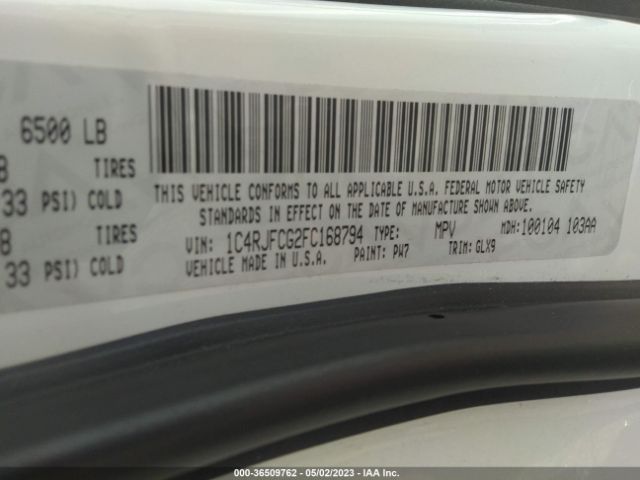 6500 LB
8 TIRES
33 PSI) COLD
8 TIRES
33 PSI) COLD
THIS VEHICLE CONFORMS TO ALL APPLICABLE U.S.A. FEDERAL MOTOR VEHICLE SAFETY
STANDARDS IN EFFECT ON THE DATE OF MANUFACTURE SHOWN ABOVE.
VIN: 1C4RJFCG2FC168794 TYPE: MPV MDH:100104 103AA
VEHICLE MADE IN U.S.A. PAINT: PW7 TRIM: GLX9
000-36509762 - 05/02/2023 - IAA Inc.